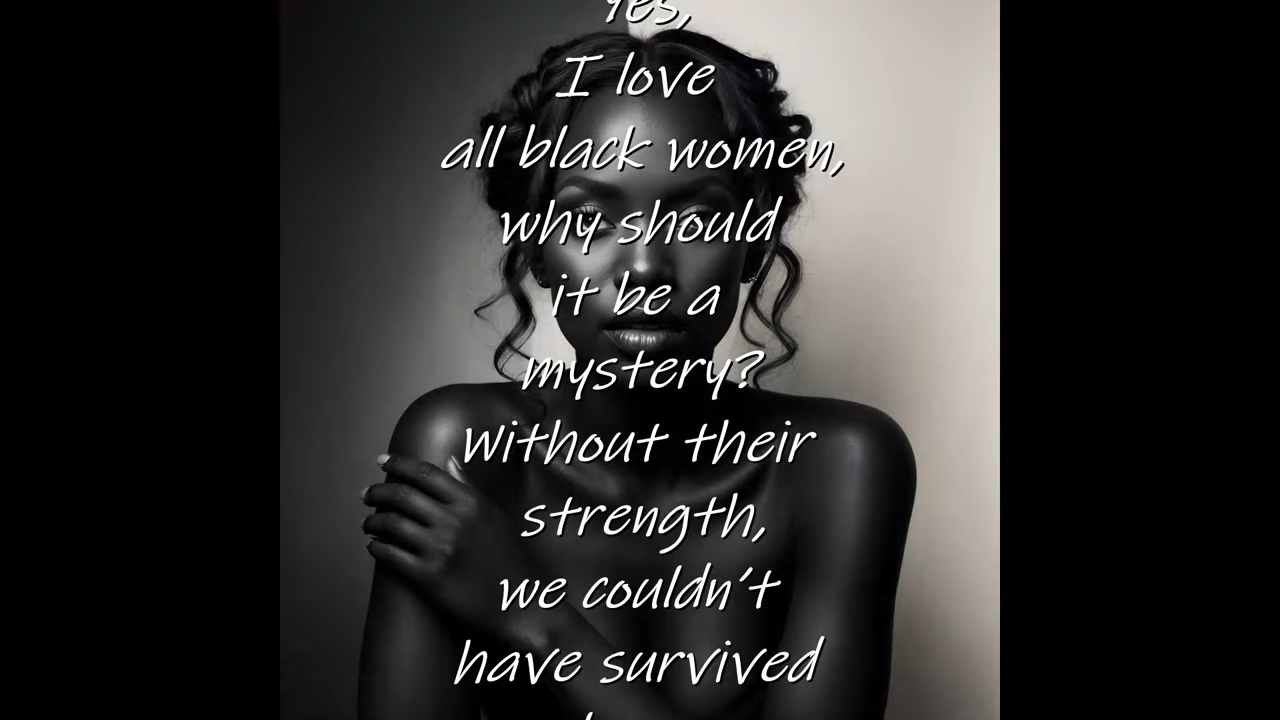 Yes,
I love
all black women,
why should
it be a
mystery?
Without their
strength,
we couldn't
have survived